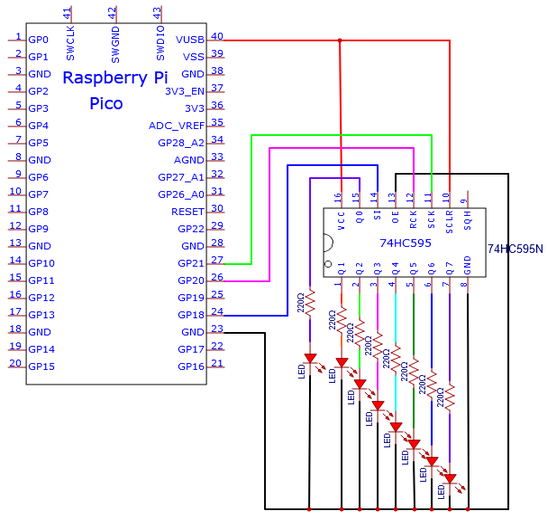 41
42
43
SWCLK
SWGND
SWDIO
Raspberry Pi
Pico
1 GP0
2 GP1
3 GND
4 GP2
5 GP3
6 GP4
7 GP5
8 GND
9 GP6
10 GP7
11 GP8
12 GP9
13 GND
14 GP10
15 GP11
16 GP12
17 GP13
18 GND
19 GP14
20 GP15
VUSB 40
VSS 39
GND 38
3V3_EN 37
3V3 36
ADC_VREF 35
GP28_A2 34
AGND 33
GP27_A1 32
GP26_A0 31
RESET 30
GP22 29
GND 28
GP21 27
GP20 26
GP19 25
GP18 24
GND 23
GP17 22
GP16 21
16 15 14 13 12 11 10 9
VCC Q0 SI OE RCK SCK SCLR SQH
74HC595
74HC595N
Q1 Q2 Q3 Q4 Q5 Q6 Q7 GND
1 2 3 4 5 6 7 8
220Ω
220Ω
220Ω
220Ω
220Ω
220Ω
220Ω
220Ω
LED
LED
LED
LED
LED
LED
LED
LED